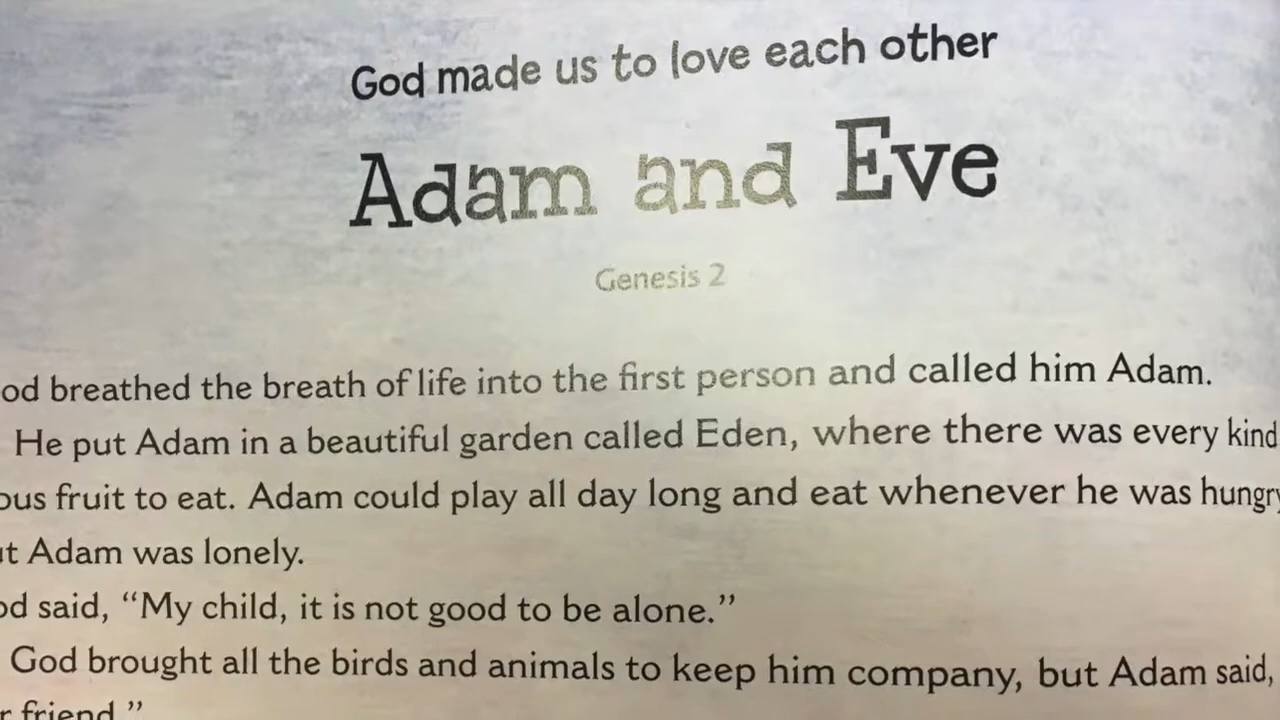 God made us to love each other
Adam and Eve
Genesis 2
od breathed the breath of life into the first person and called him Adam.
He put Adam in a beautiful garden called Eden, where there was every kind
ous fruit to eat. Adam could play all day long and eat whenever he was hungry
ut Adam was lonely.
od said, “My child, it is not good to be alone.”
God brought all the birds and animals to keep him company, but Adam said,
r friend.”